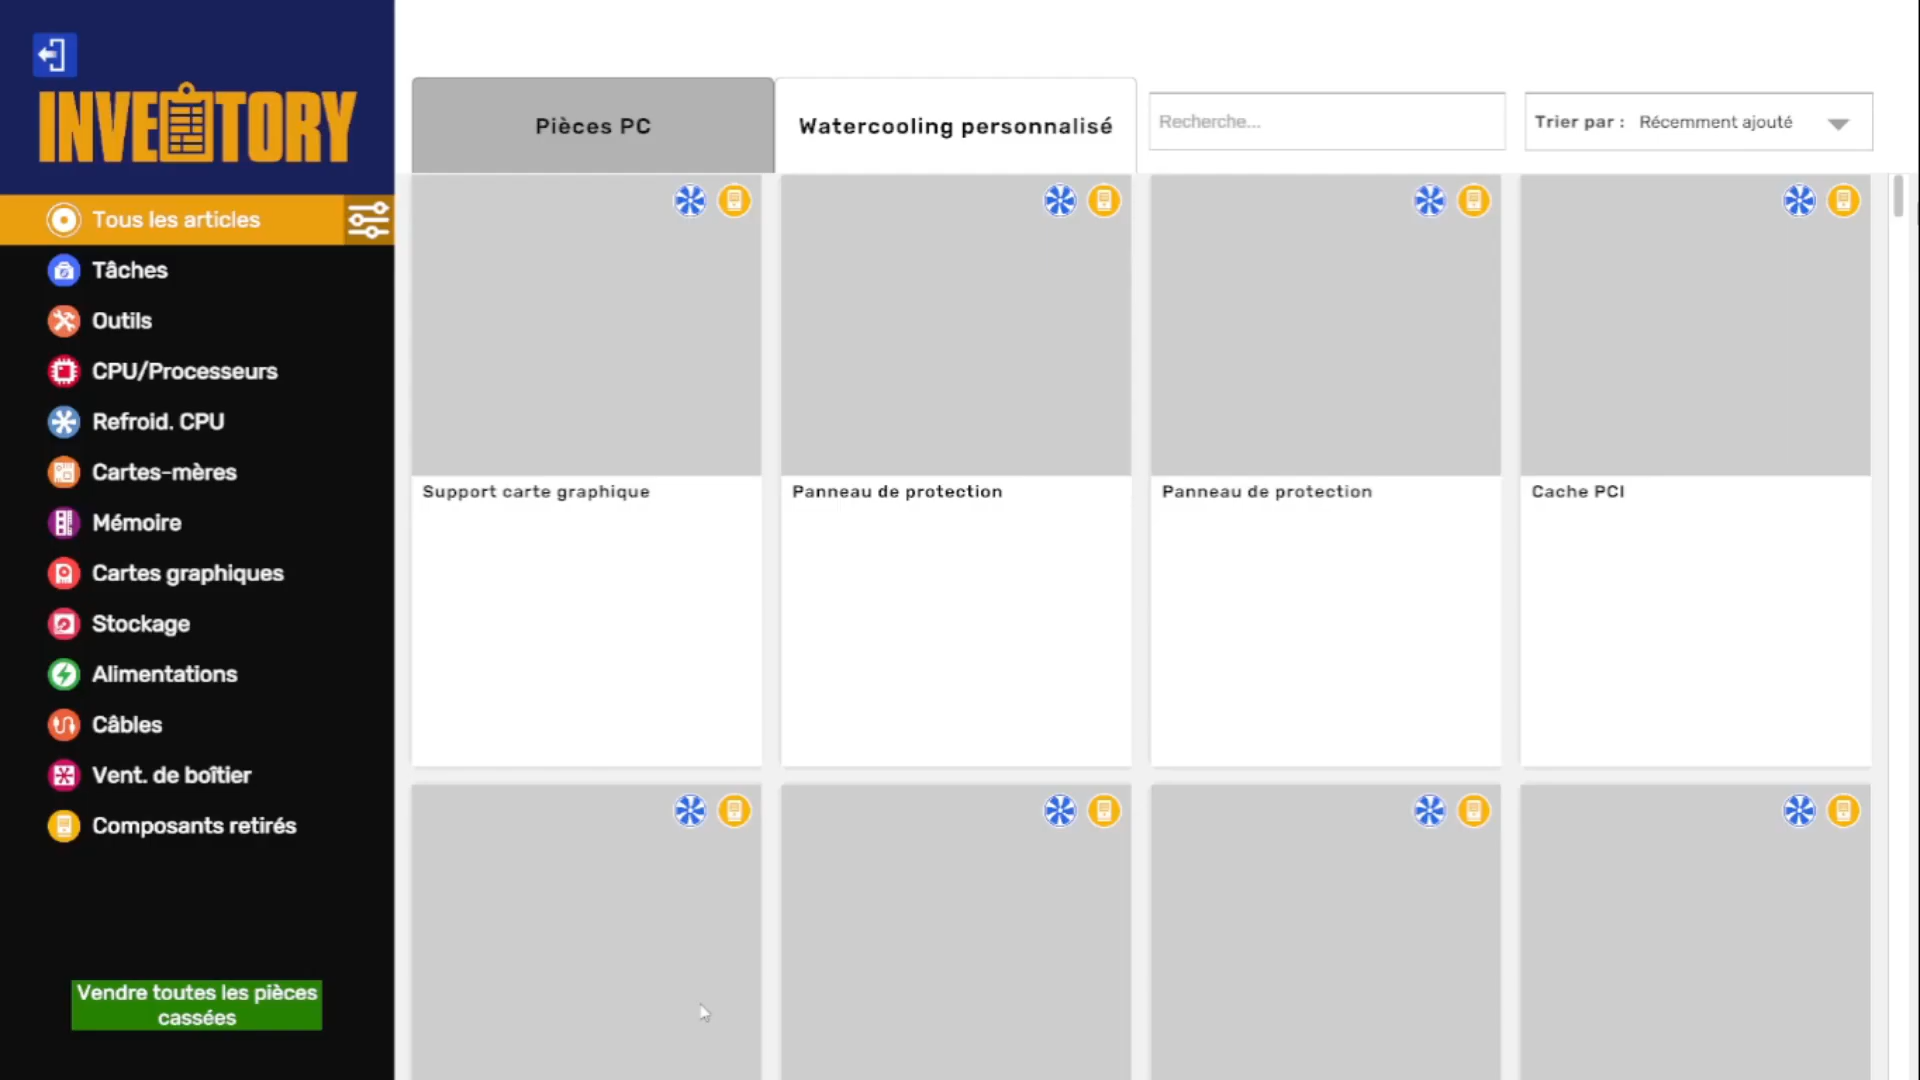 INVENTORY
Pièces PC
Watercooling personnalisé
Recherche...
Trier par : Récemment ajouté
Tous les articles
Tâches
Outils
CPU/Processeurs
Refroid. CPU
Cartes-mères
Mémoire
Cartes graphiques
Stockage
Alimentations
Câbles
Vent. de boîtier
Composants retirés
Vendre toutes les pièces
cassées
Support carte graphique
Panneau de protection
Panneau de protection
Cache PCI